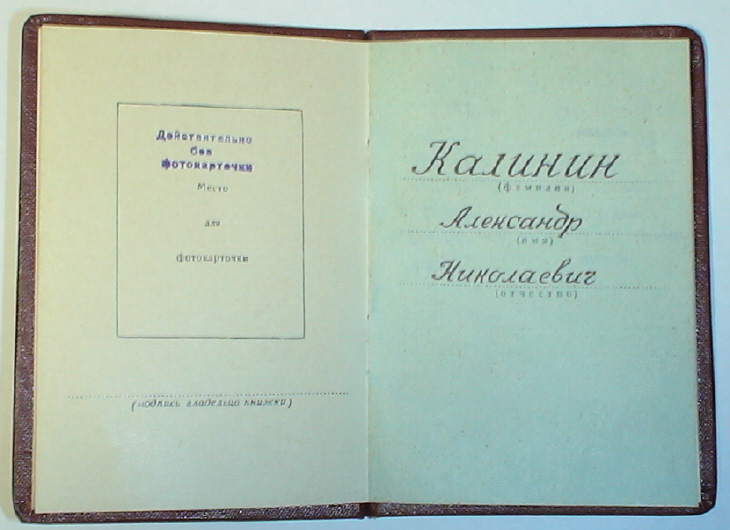 Действительно
без
фотокарточки
Место
для
фотокарточки
(подпись владельца книжки)
Калинин
(фамилия)
Александр
(имя)
Николаевич
(отчество)